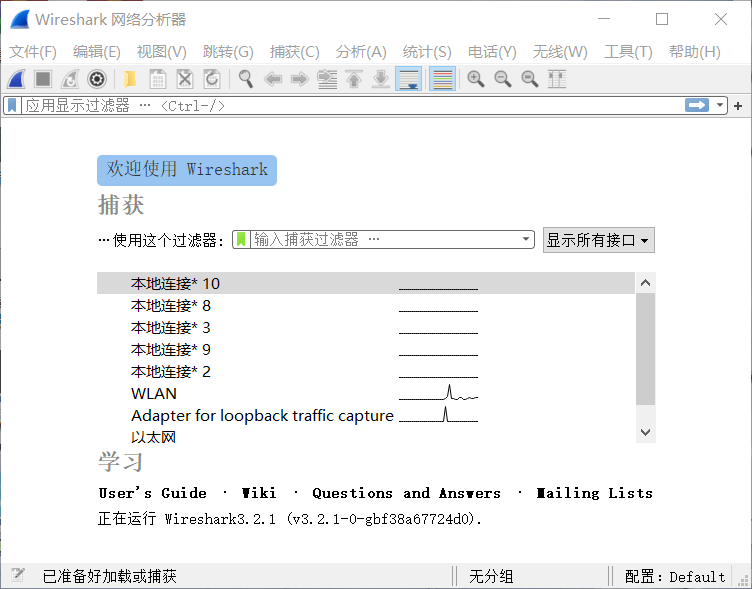 Wireshark 网络分析器
文件(F) 编辑(E) 视图(V) 跳转(G) 捕获(C) 分析(A) 统计(S) 电话(Y) 无线(W) 工具(T) 帮助(H)
应用显示过滤器 … <Ctrl-/>
欢迎使用 Wireshark
捕获
…使用这个过滤器: 输入捕获过滤器 … 显示所有接口
本地连接* 10
本地连接* 8
本地连接* 3
本地连接* 9
本地连接* 2
WLAN
Adapter for loopback traffic capture
以太网
学习
User's Guide · Wiki · Questions and Answers · Mailing Lists
正在运行 Wireshark3.2.1 (v3.2.1-0-gbf38a67724d0).
已准备好加载或捕获 无分组 配置: Default